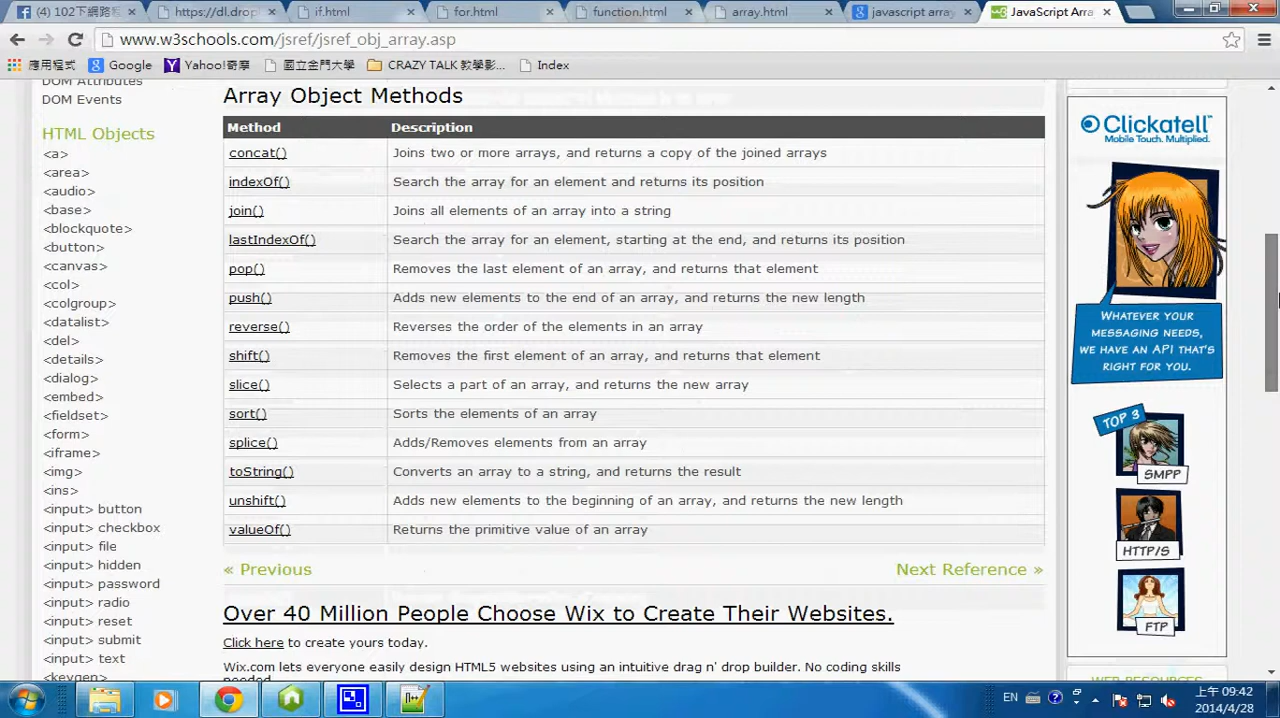 (4) 102下網路程
https://dl.drop
if.html
for.html
function.html
array.html
javascript array
JavaScript Arra
www.w3schools.com/jsref/jsref_obj_array.asp
應用程式
Google
Yahoo!奇摩
國立金門大學
CRAZY TALK 教學影...
Index
DOM Attributes
DOM Events
HTML Objects
<a>
<area>
<audio>
<base>
<blockquote>
<button>
<canvas>
<col>
<colgroup>
<datalist>
<del>
<details>
<dialog>
<embed>
<fieldset>
<form>
<iframe>
<img>
<ins>
<input> button
<input> checkbox
<input> file
<input> hidden
<input> password
<input> radio
<input> reset
<input> submit
<input> text
<keygen>
Array Object Methods
Method Description
concat() Joins two or more arrays, and returns a copy of the joined arrays
indexOf() Search the array for an element and returns its position
join() Joins all elements of an array into a string
lastIndexOf() Search the array for an element, starting at the end, and returns its position
pop() Removes the last element of an array, and returns that element
push() Adds new elements to the end of an array, and returns the new length
reverse() Reverses the order of the elements in an array
shift() Removes the first element of an array, and returns that element
slice() Selects a part of an array, and returns the new array
sort() Sorts the elements of an array
splice() Adds/Removes elements from an array
toString() Converts an array to a string, and returns the result
unshift() Adds new elements to the beginning of an array, and returns the new length
valueOf() Returns the primitive value of an array
« Previous
Next Reference »
Over 40 Million People Choose Wix to Create Their Websites.
Click here to create yours today.
Wix.com lets everyone easily design HTML5 websites using an intuitive drag n' drop builder. No coding skills
needed.
Clickatell
Mobile Touch. Multiplied.
WHATEVER YOUR
MESSAGING NEEDS,
WE HAVE AN API THAT'S
RIGHT FOR YOU.
TOP 3
SMPP
HTTP/S
FTP
WEB RESOURCES
EN
上午 09:42
2014/4/28